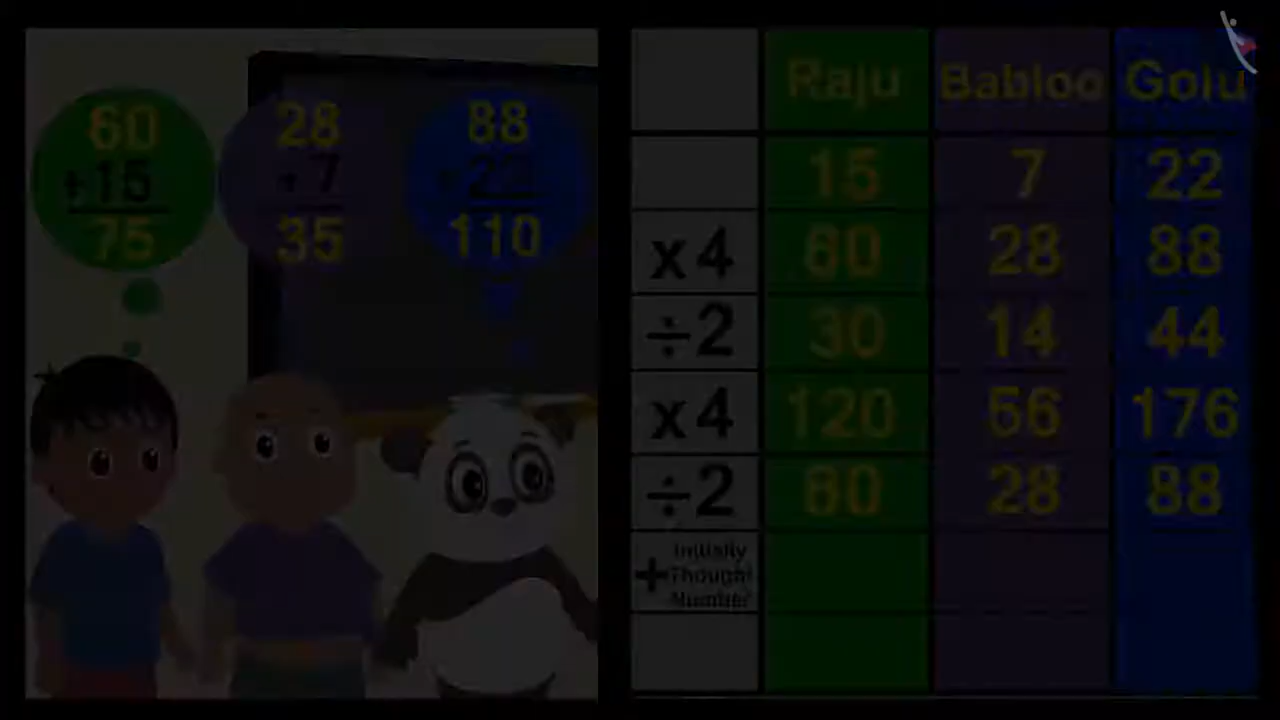 60 28 88
+15 +7 +22
75 35 110
Raju Babloo Golu
15 7 22
x4 60 28 88
÷2 30 14 44
x4 120 56 176
÷2 60 28 88
+ Initially
Thought
Number